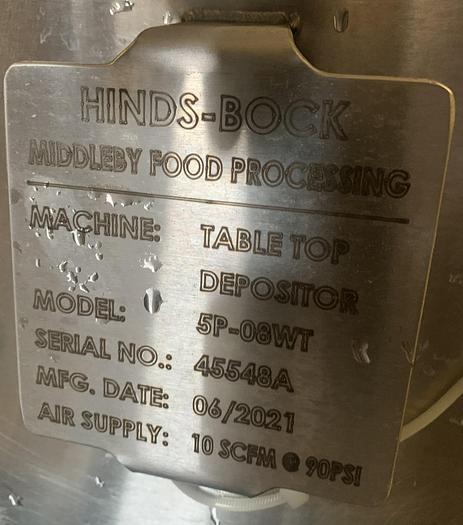 HINDS-BOCK
MIDDLEBY FOOD PROCESSING
MACHINE: TABLE TOP
DEPOSITOR
MODEL: 5P-08WT
SERIAL NO.: 45548A
MFG. DATE: 06/2021
AIR SUPPLY: 10 SCFM @ 90PSI